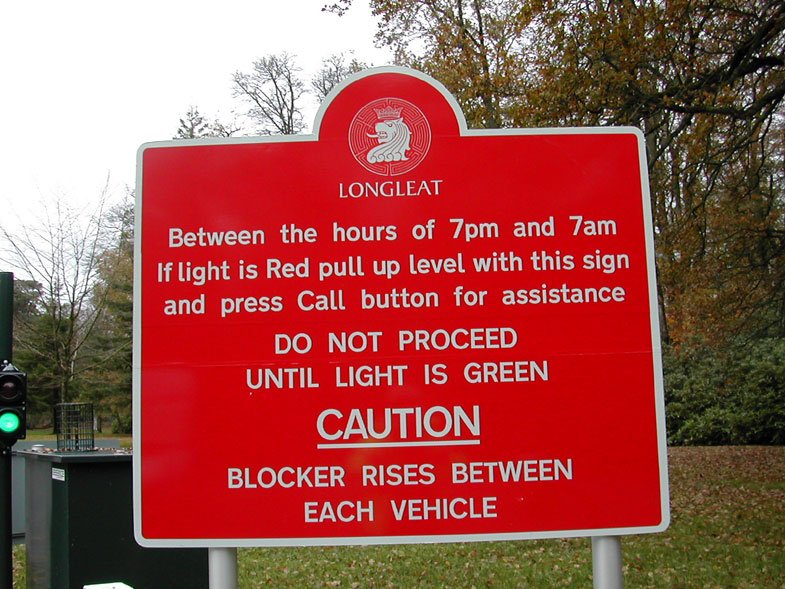 LONGLEAT
Between the hours of 7pm and 7am
If light is Red pull up level with this sign
and press Call button for assistance
DO NOT PROCEED
UNTIL LIGHT IS GREEN
CAUTION
BLOCKER RISES BETWEEN
EACH VEHICLE